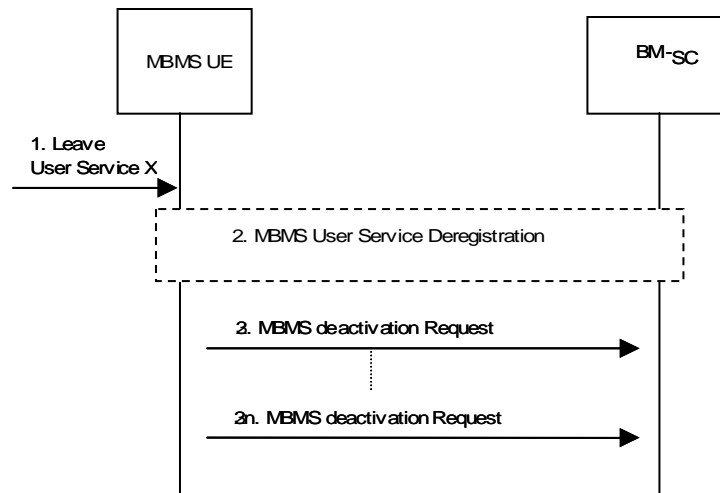 MBMS UE
BM-SC
1. Leave
User Service X
2. MBMS User Service Deregistration
3. MBMS deactivation Request
3n. MBMS deactivation Request